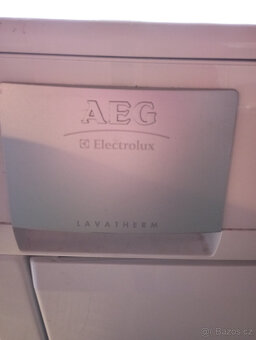 AEG
Electrolux
LAVATHERM
© Bazos.cz